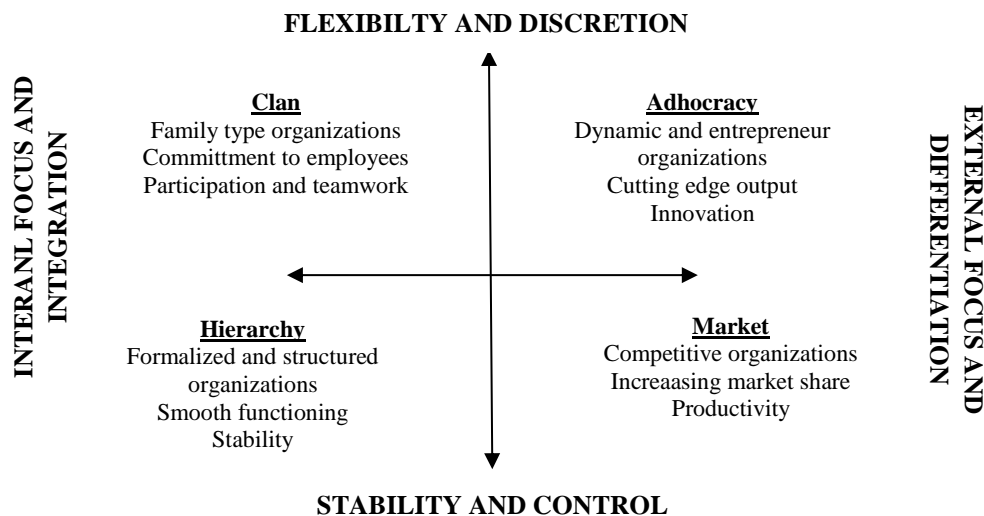 FLEXIBILTY AND DISCRETION
INTERANL FOCUS AND
INTEGRATION
Clan
Family type organizations
Committment to employees
Participation and teamwork
Adhocracy
Dynamic and entrepreneur
organizations
Cutting edge output
Innovation
EXTERNAL FOCUS AND
DIFFERENTIATION
Hierarchy
Formalized and structured
organizations
Smooth functioning
Stability
Market
Competitive organizations
Increaasing market share
Productivity
STABILITY AND CONTROL